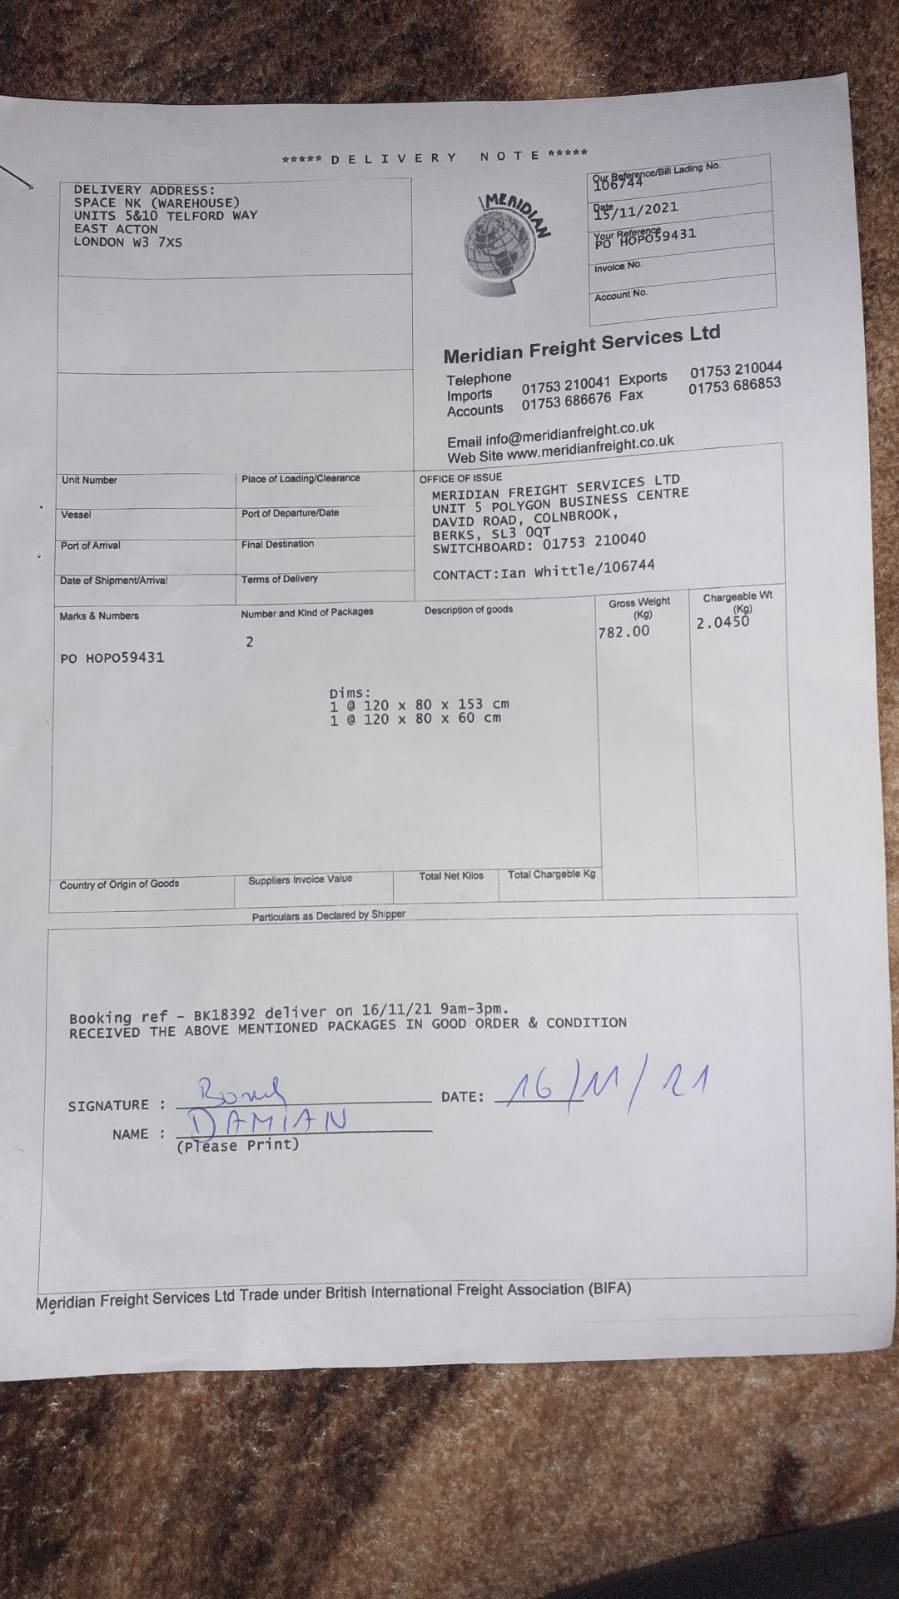 ***** DELIVERY NOTE *****
DELIVERY ADDRESS:
SPACE NK (WAREHOUSE)
UNITS 5&10 TELFORD WAY
EAST ACTON
LONDON W3 7XS
MERIDIAN
Our Reference/Bill Lading No.
106744
Date
15/11/2021
Your Reference
PO HOPO59431
Invoice No.
Account No.
Meridian Freight Services Ltd
Telephone
Imports 01753 210041 Exports 01753 210044
Accounts 01753 686676 Fax 01753 686853
Email info@meridianfreight.co.uk
Web Site www.meridianfreight.co.uk
Unit Number
Place of Loading/Clearance
Vessel
Port of Departure/Date
Port of Arrival
Final Destination
Date of Shipment/Arrival
Terms of Delivery
OFFICE OF ISSUE
MERIDIAN FREIGHT SERVICES LTD
UNIT 5 POLYGON BUSINESS CENTRE
DAVID ROAD, COLNBROOK,
BERKS, SL3 0QT
SWITCHBOARD: 01753 210040
CONTACT:Ian Whittle/106744
Marks & Numbers
Number and Kind of Packages
Description of goods
Gross Weight
(Kg)
Chargeable Wt
(Kg)
2
782.00
2.0450
PO HOPO59431
Dims:
1 @ 120 x 80 x 153 cm
1 @ 120 x 80 x 60 cm
Country of Origin of Goods
Suppliers Invoice Value
Total Net Kilos
Total Chargeable Kg
Particulars as Declared by Shipper
Booking ref - BK18392 deliver on 16/11/21 9am-3pm.
RECEIVED THE ABOVE MENTIONED PACKAGES IN GOOD ORDER & CONDITION
SIGNATURE : DATE: 16/11/21
NAME : DAMIAN
(Please Print)
Meridian Freight Services Ltd Trade under British International Freight Association (BIFA)